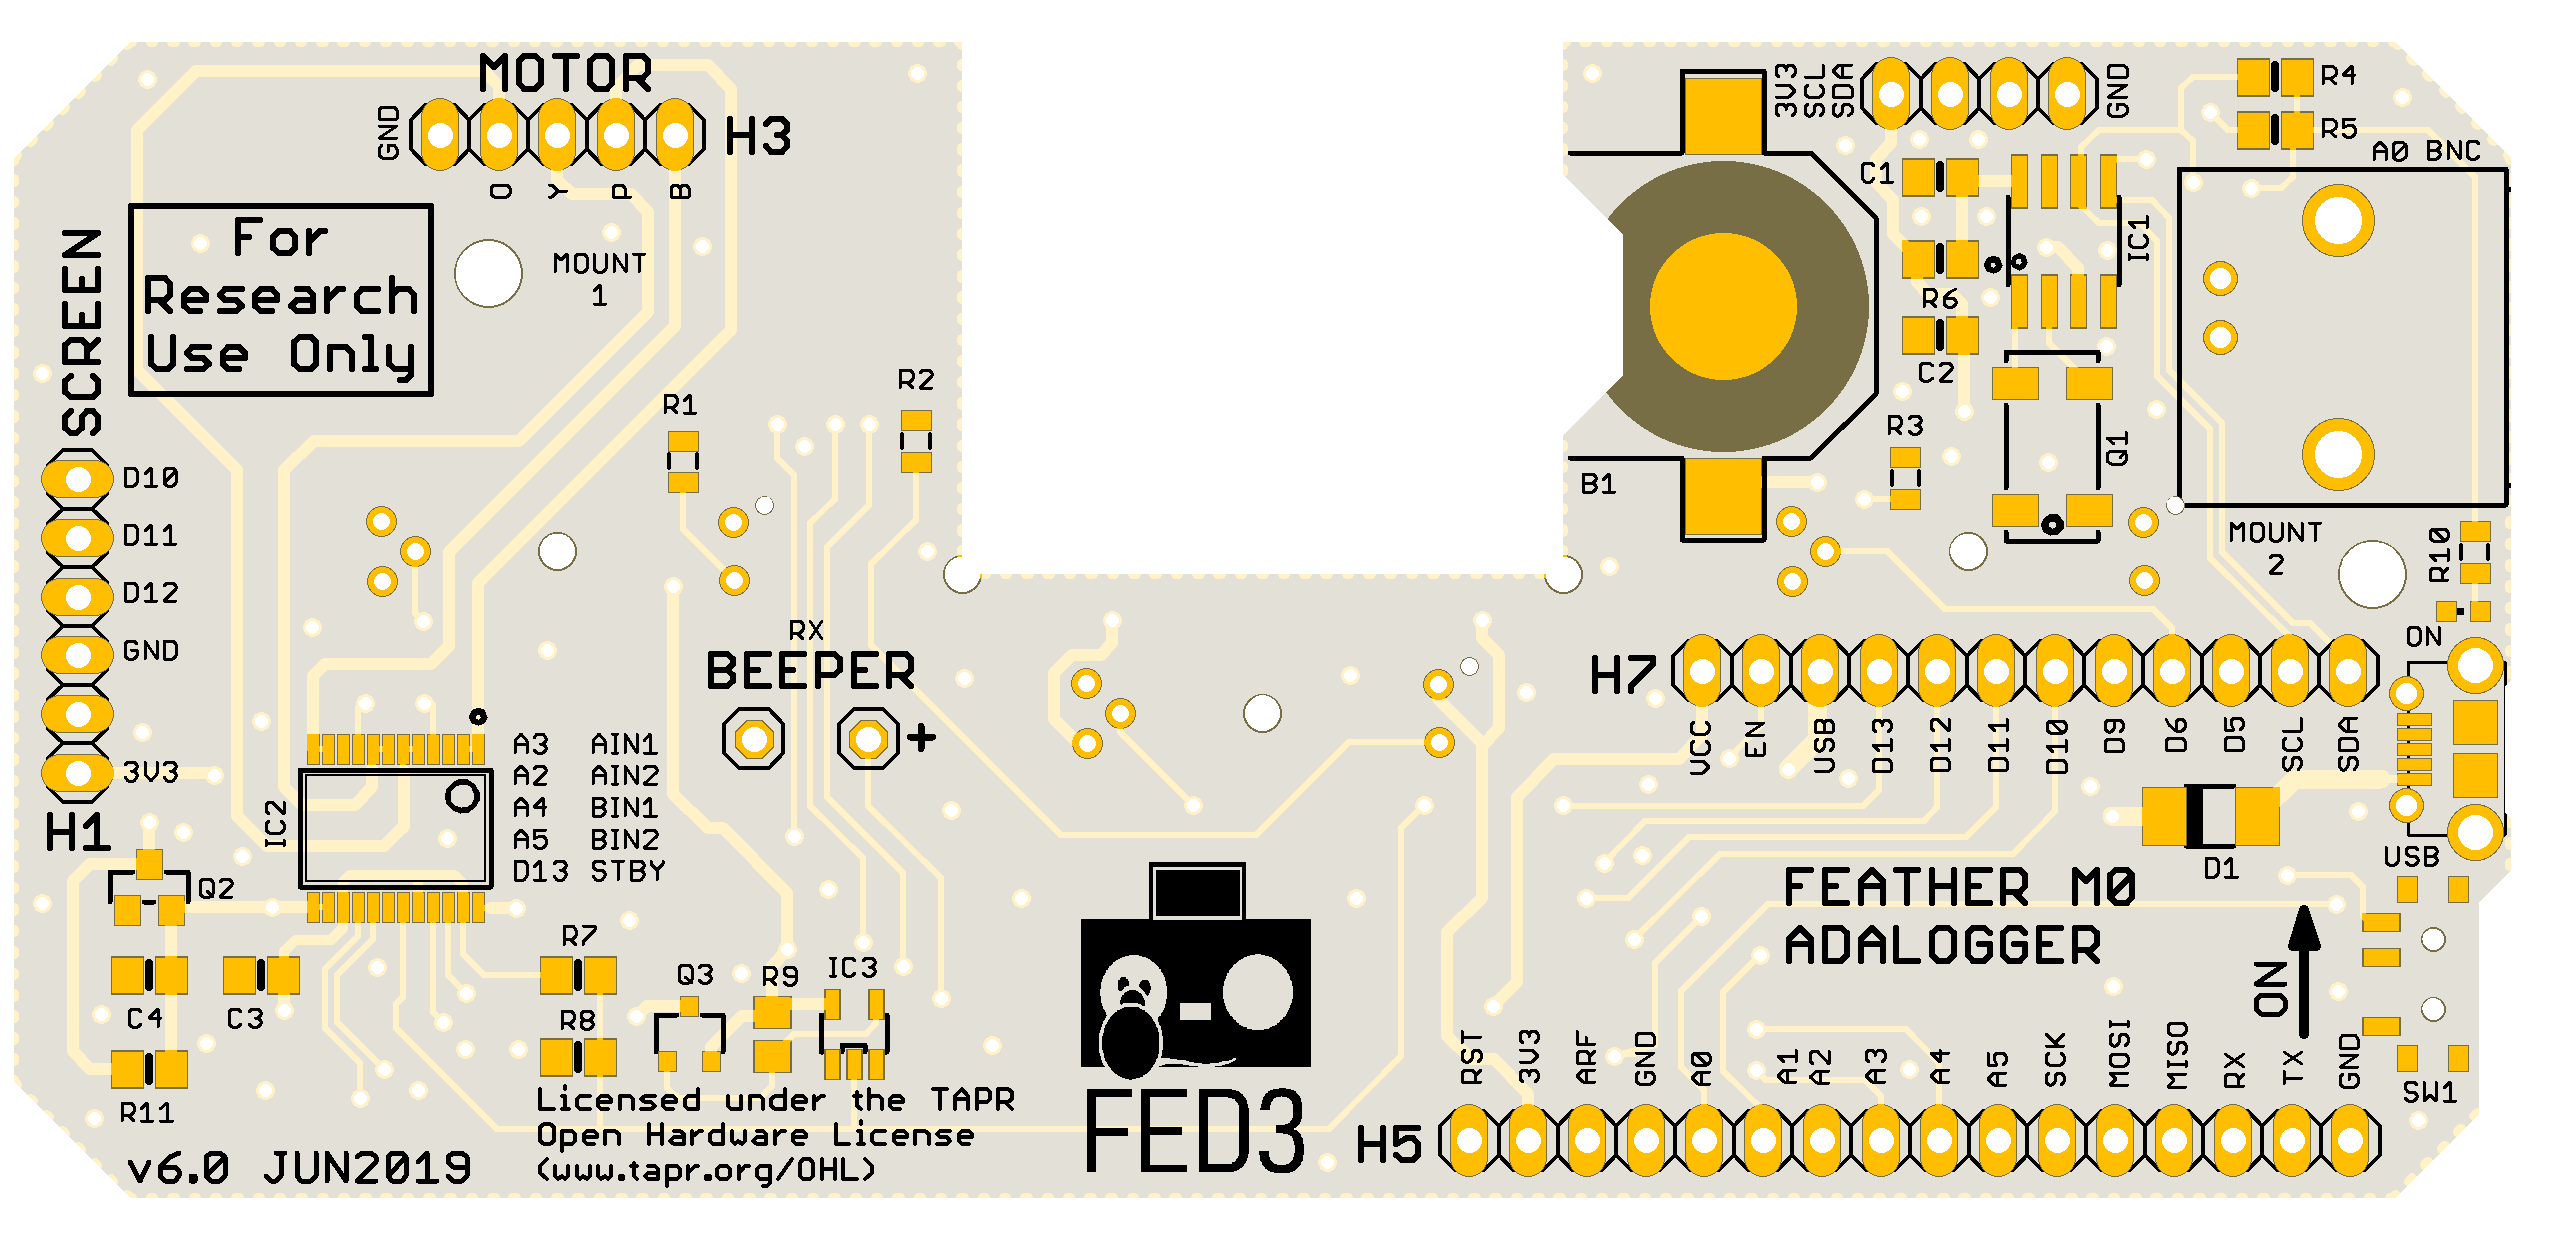 MOTOR
GND
H3
O
Y
P
B
SCREEN
For
Research
Use Only
MOUNT
1
R1
R2
D10
D11
D12
GND
3V3
H1
RX
BEEPER
+
IC2
A3 AIN1
A2 AIN2
A4 BIN1
A5 BIN2
D13 STBY
Q2
C4
C3
R11
R7
R8
Q3
R9
IC3
Licensed under the TAPR
Open Hardware License
(www.tapr.org/OHL)
v6.0 JUN2019
FED3
3V3
SCL
SDA
GND
R4
R5
A0 BNC
C1
R6
C2
IC1
R3
Q1
B1
MOUNT
2
R10
ON
H7
VCC
EN
USB
D13
D12
D11
D10
D9
D6
D5
SCL
SDA
D1
USB
FEATHER M0
ADALOGGER
ON
SW1
H5
RST
3V3
ARF
GND
A0
A1
A2
A3
A4
A5
SCK
MOSI
MISO
RX
TX
GND